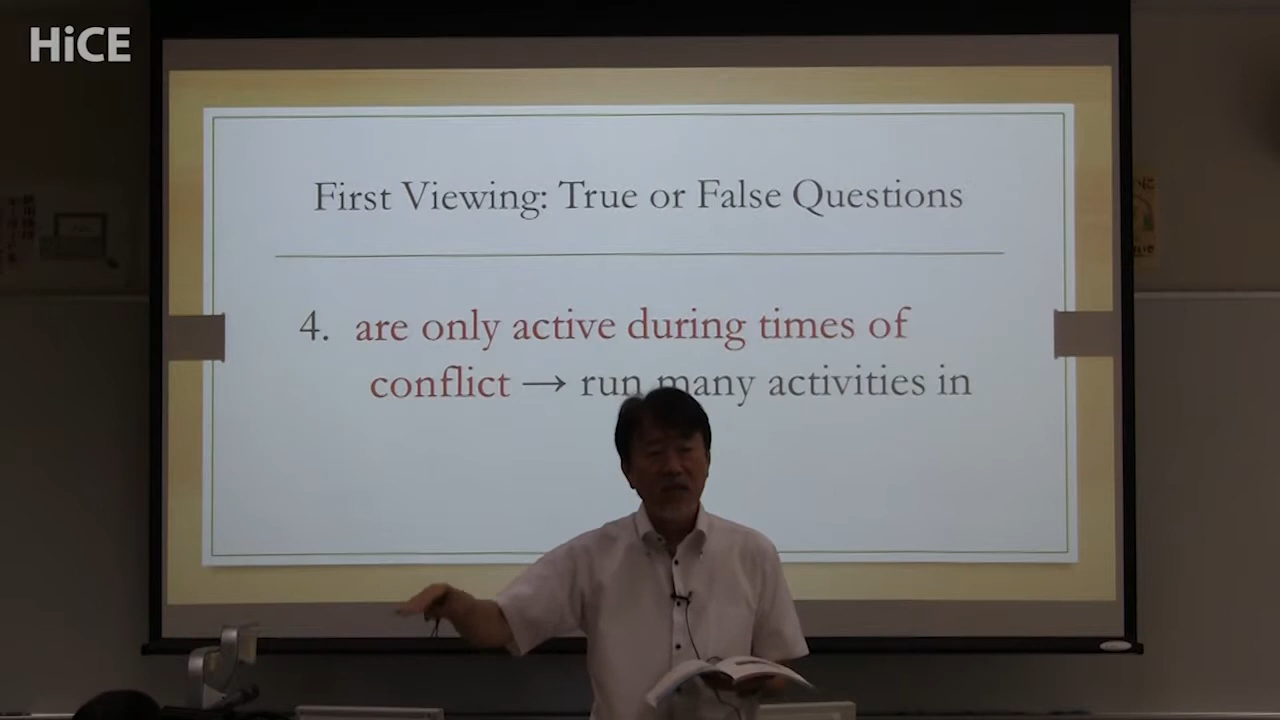 HiCE
First Viewing: True or False Questions
4. are only active during times of
conflict → run many activities in